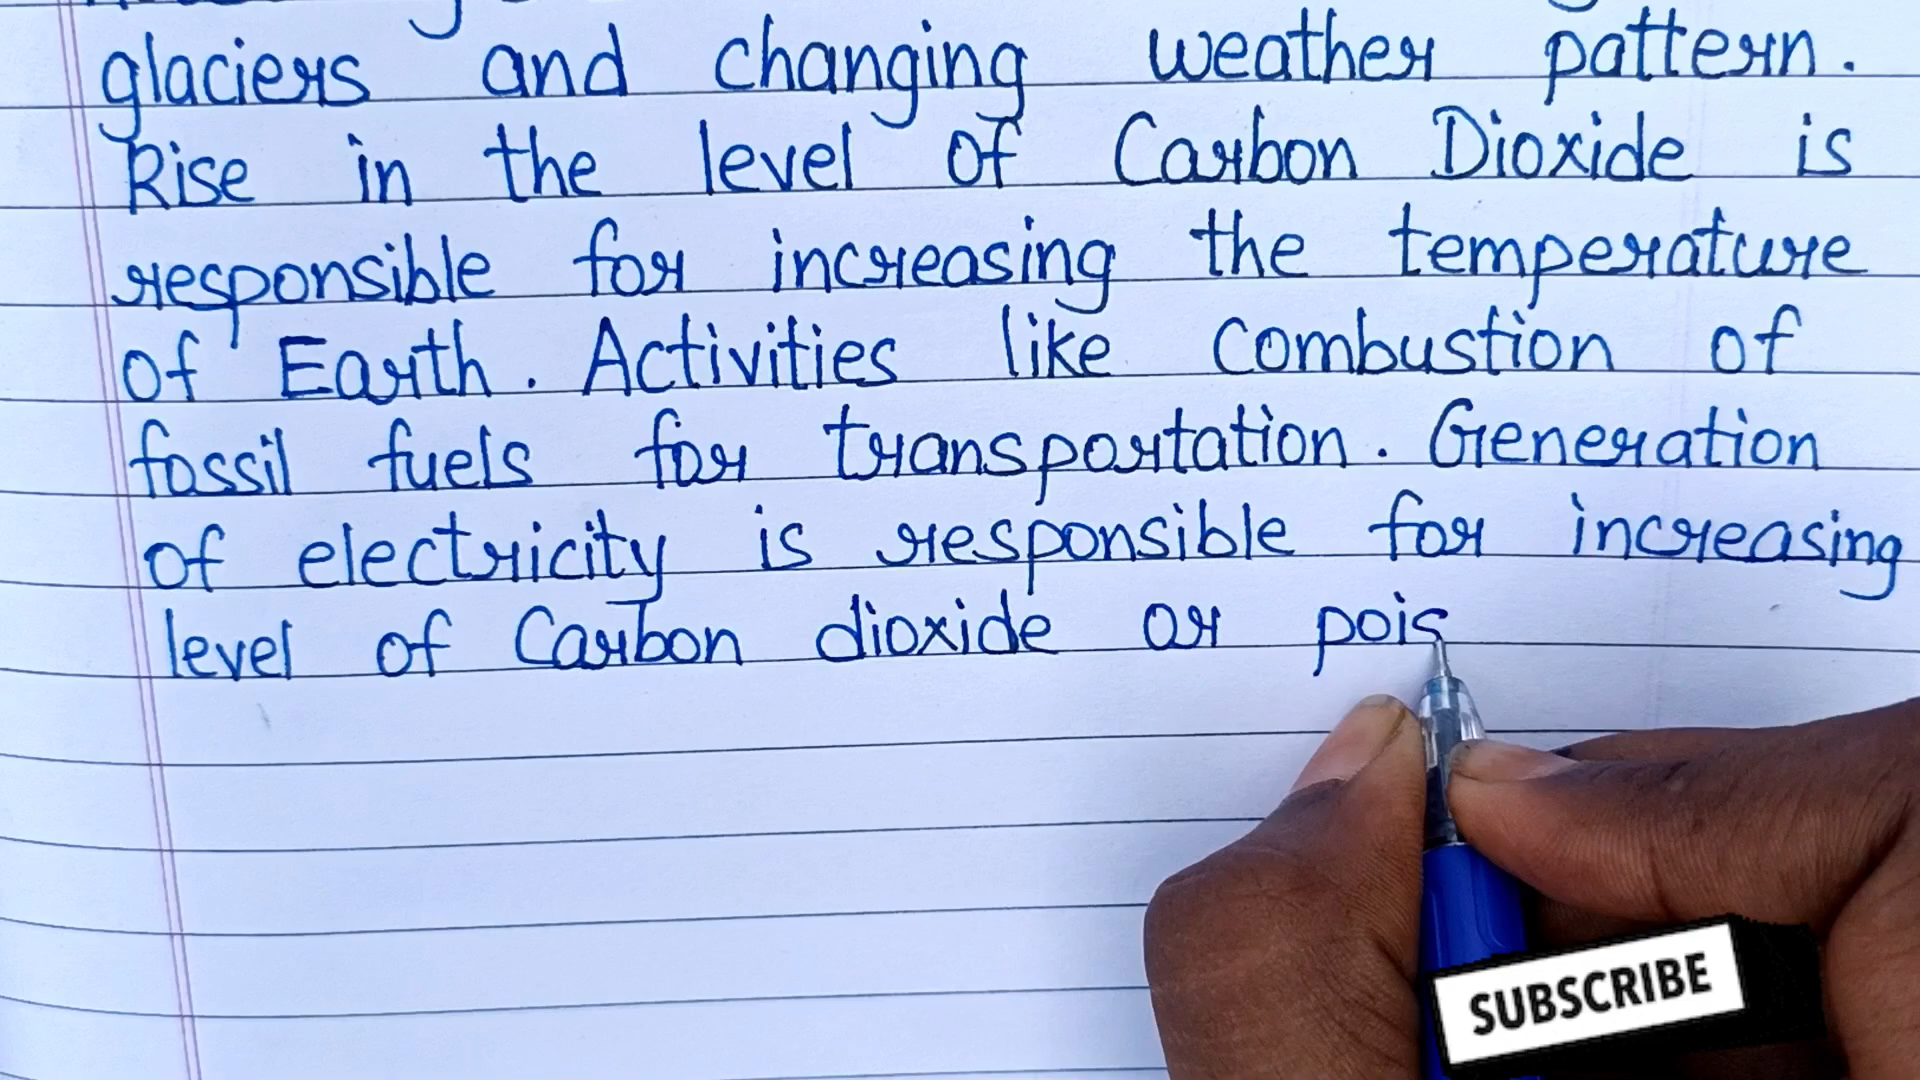 glaciers and changing weather pattern.
Rise in the level of Carbon Dioxide is
responsible for increasing the temperature
of Earth. Activities like combustion of
fossil fuels for transportation. Generation
of electricity is responsible for increasing
level of Carbon dioxide or pois
SUBSCRIBE